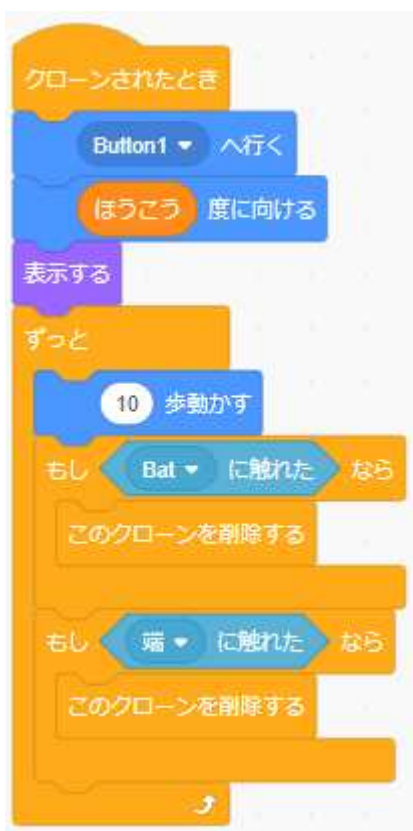 クローンされたとき
Button1 へ行く
ほうこう 度に向ける
表示する
ずっと
10 歩動かす
もし Bat に触れた なら
このクローンを削除する
もし 端 に触れた なら
このクローンを削除する